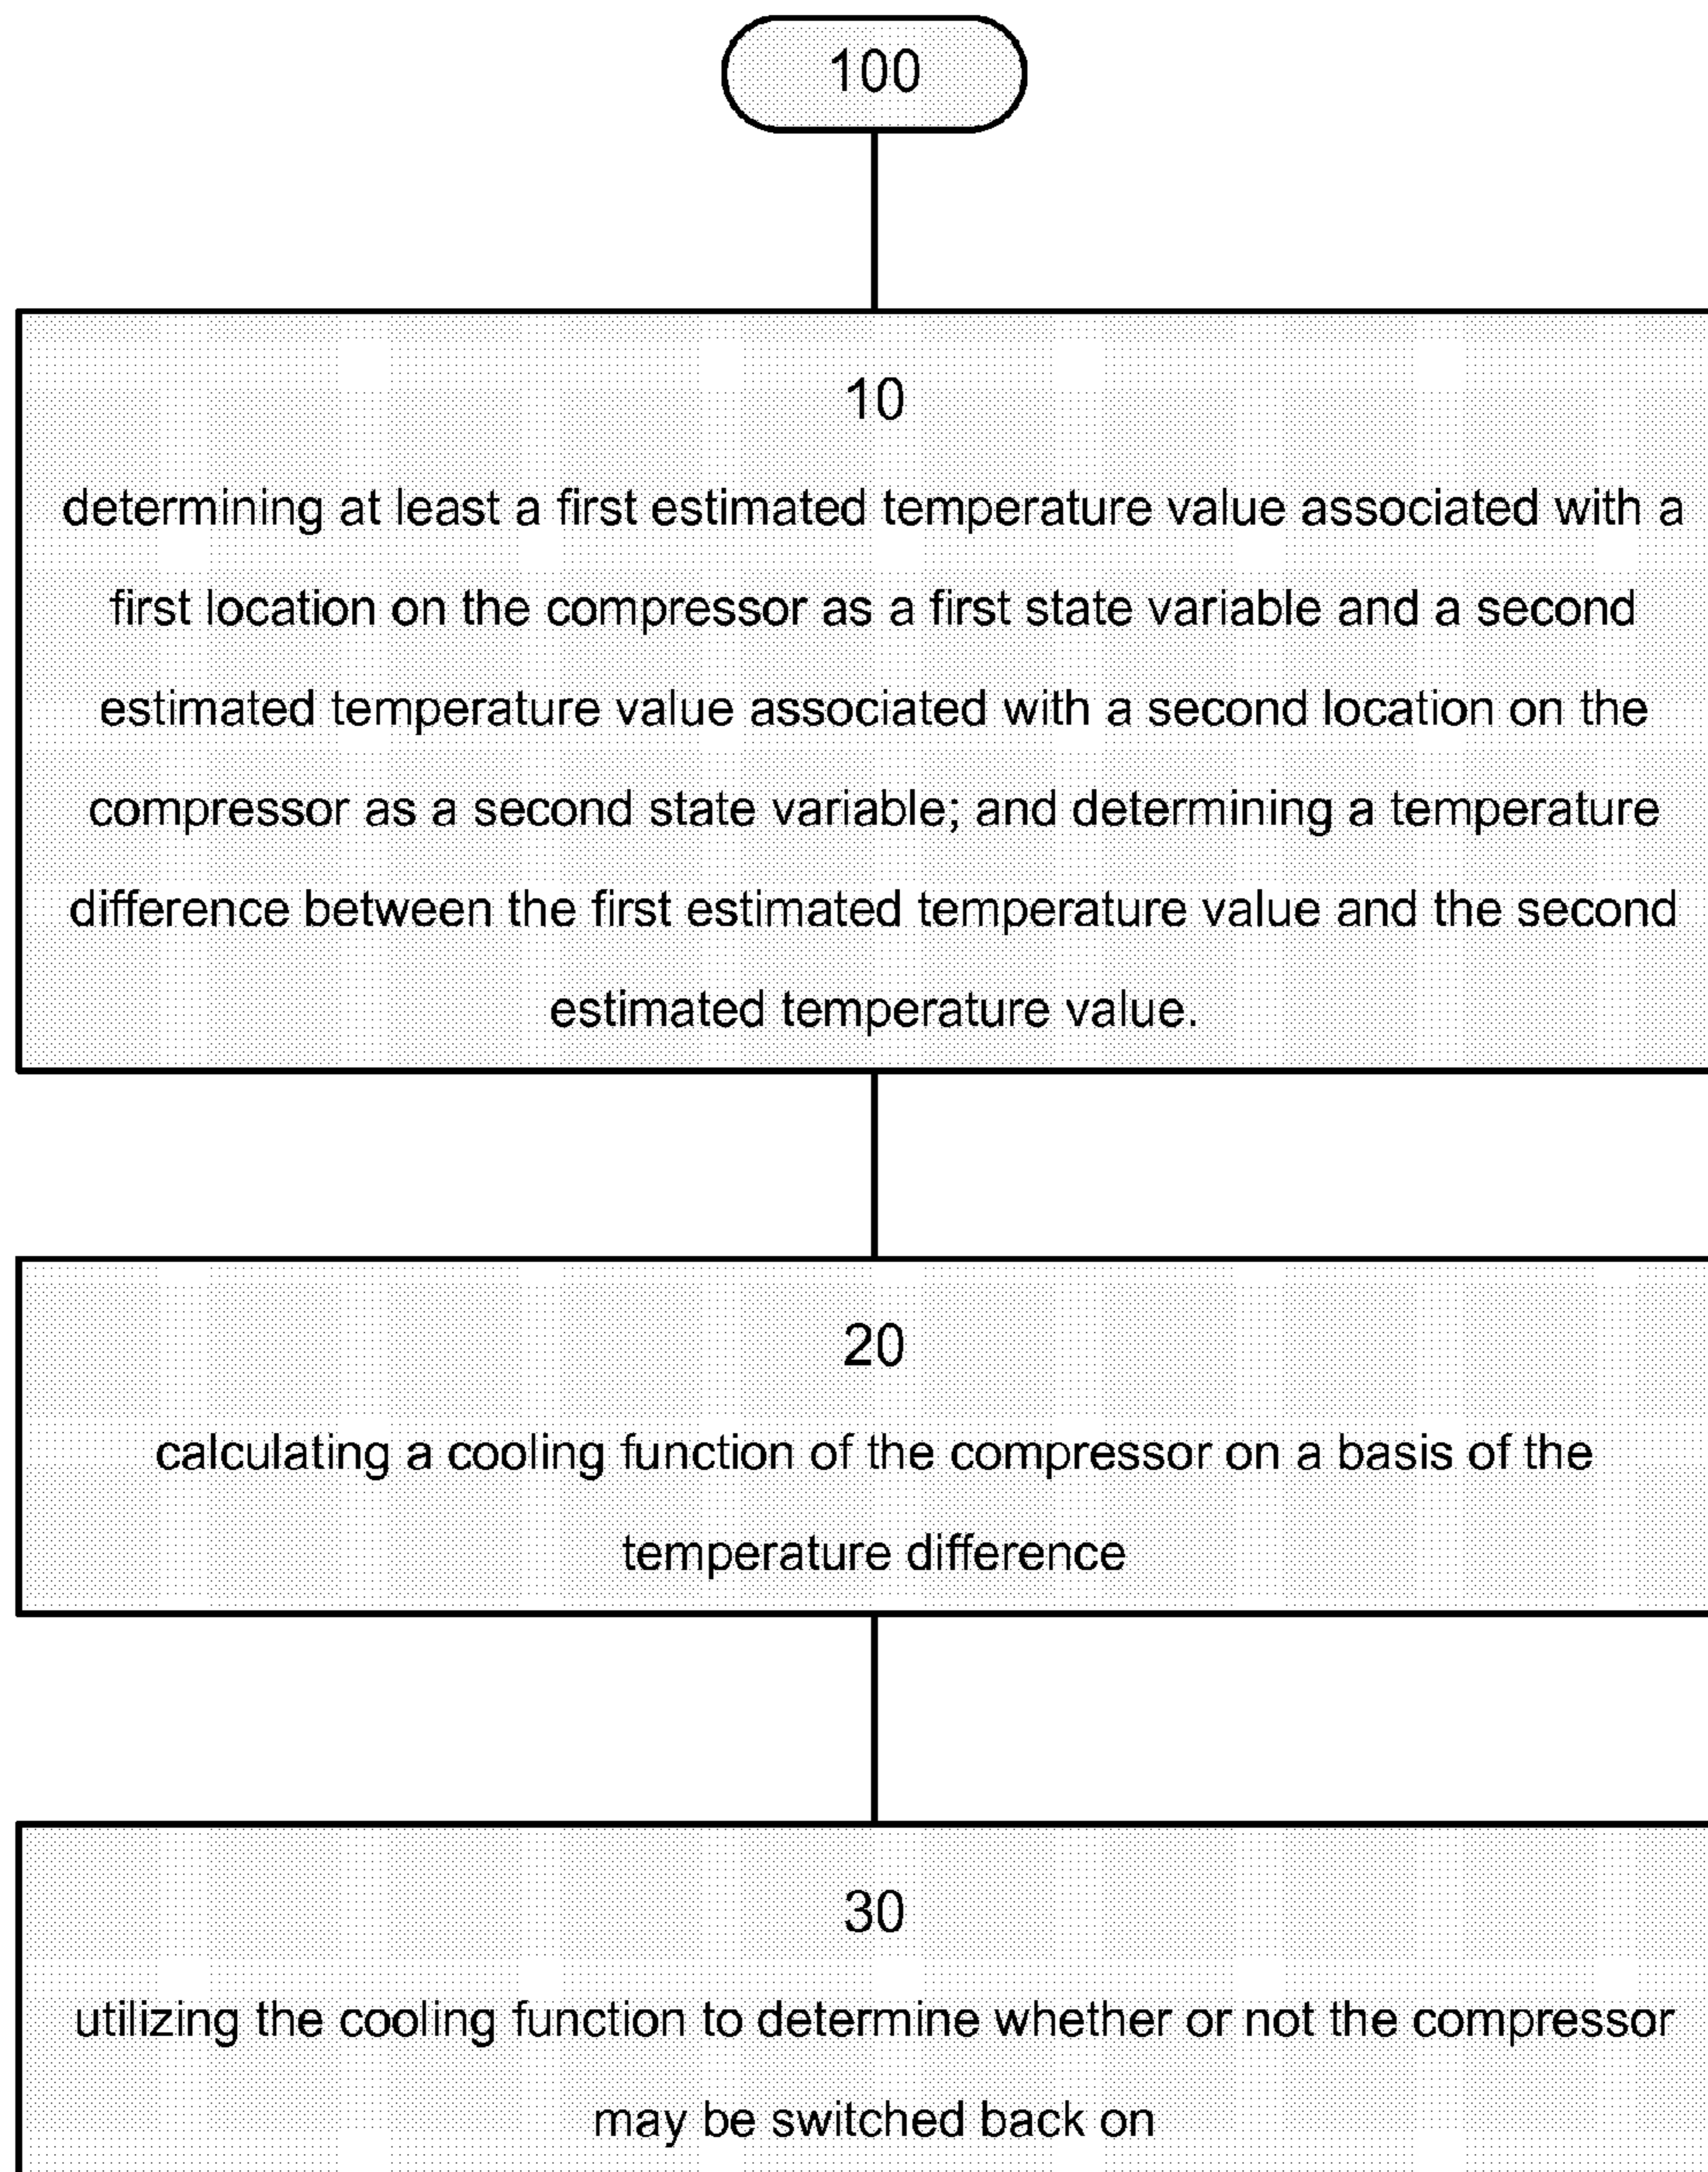 100
10
determining at least a first estimated temperature value associated with a
first location on the compressor as a first state variable and a second
estimated temperature value associated with a second location on the
compressor as a second state variable; and determining a temperature
difference between the first estimated temperature value and the second
estimated temperature value.
20
calculating a cooling function of the compressor on a basis of the
temperature difference
30
utilizing the cooling function to determine whether or not the compressor
may be switched back on